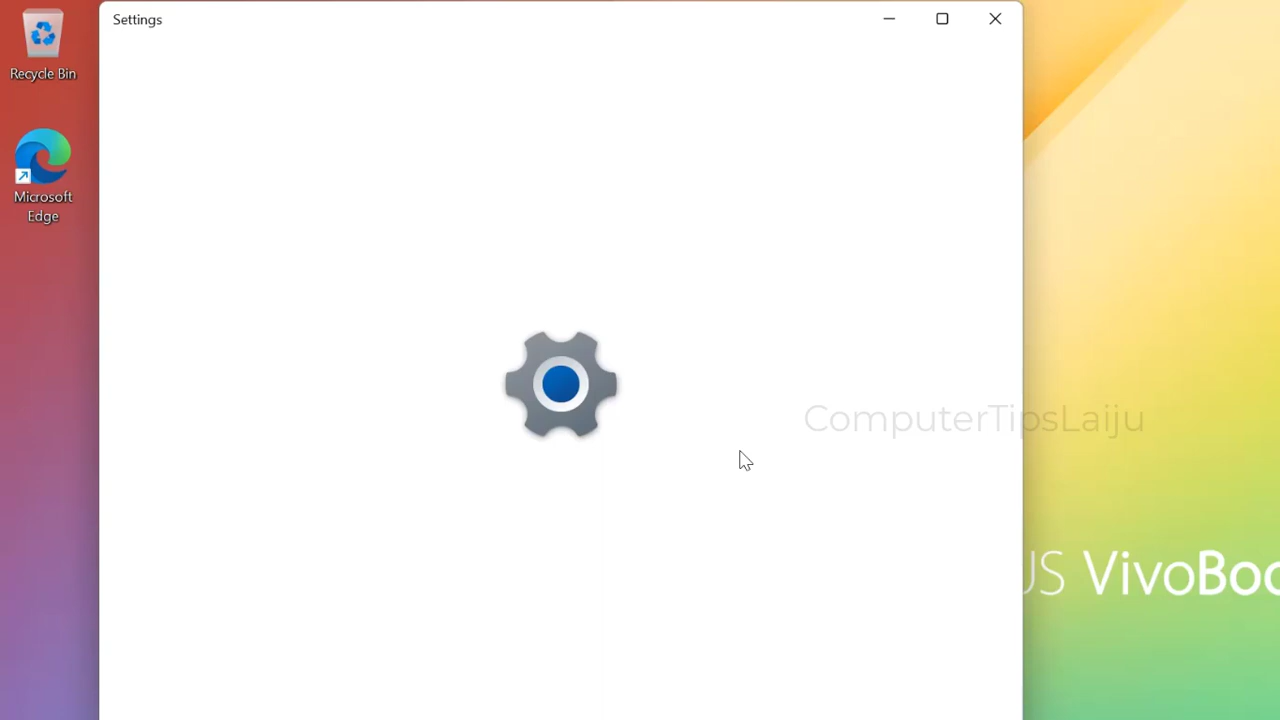 Settings
Recycle Bin
Microsoft
Edge
ComputerTipsLaiju
US VivoBoo